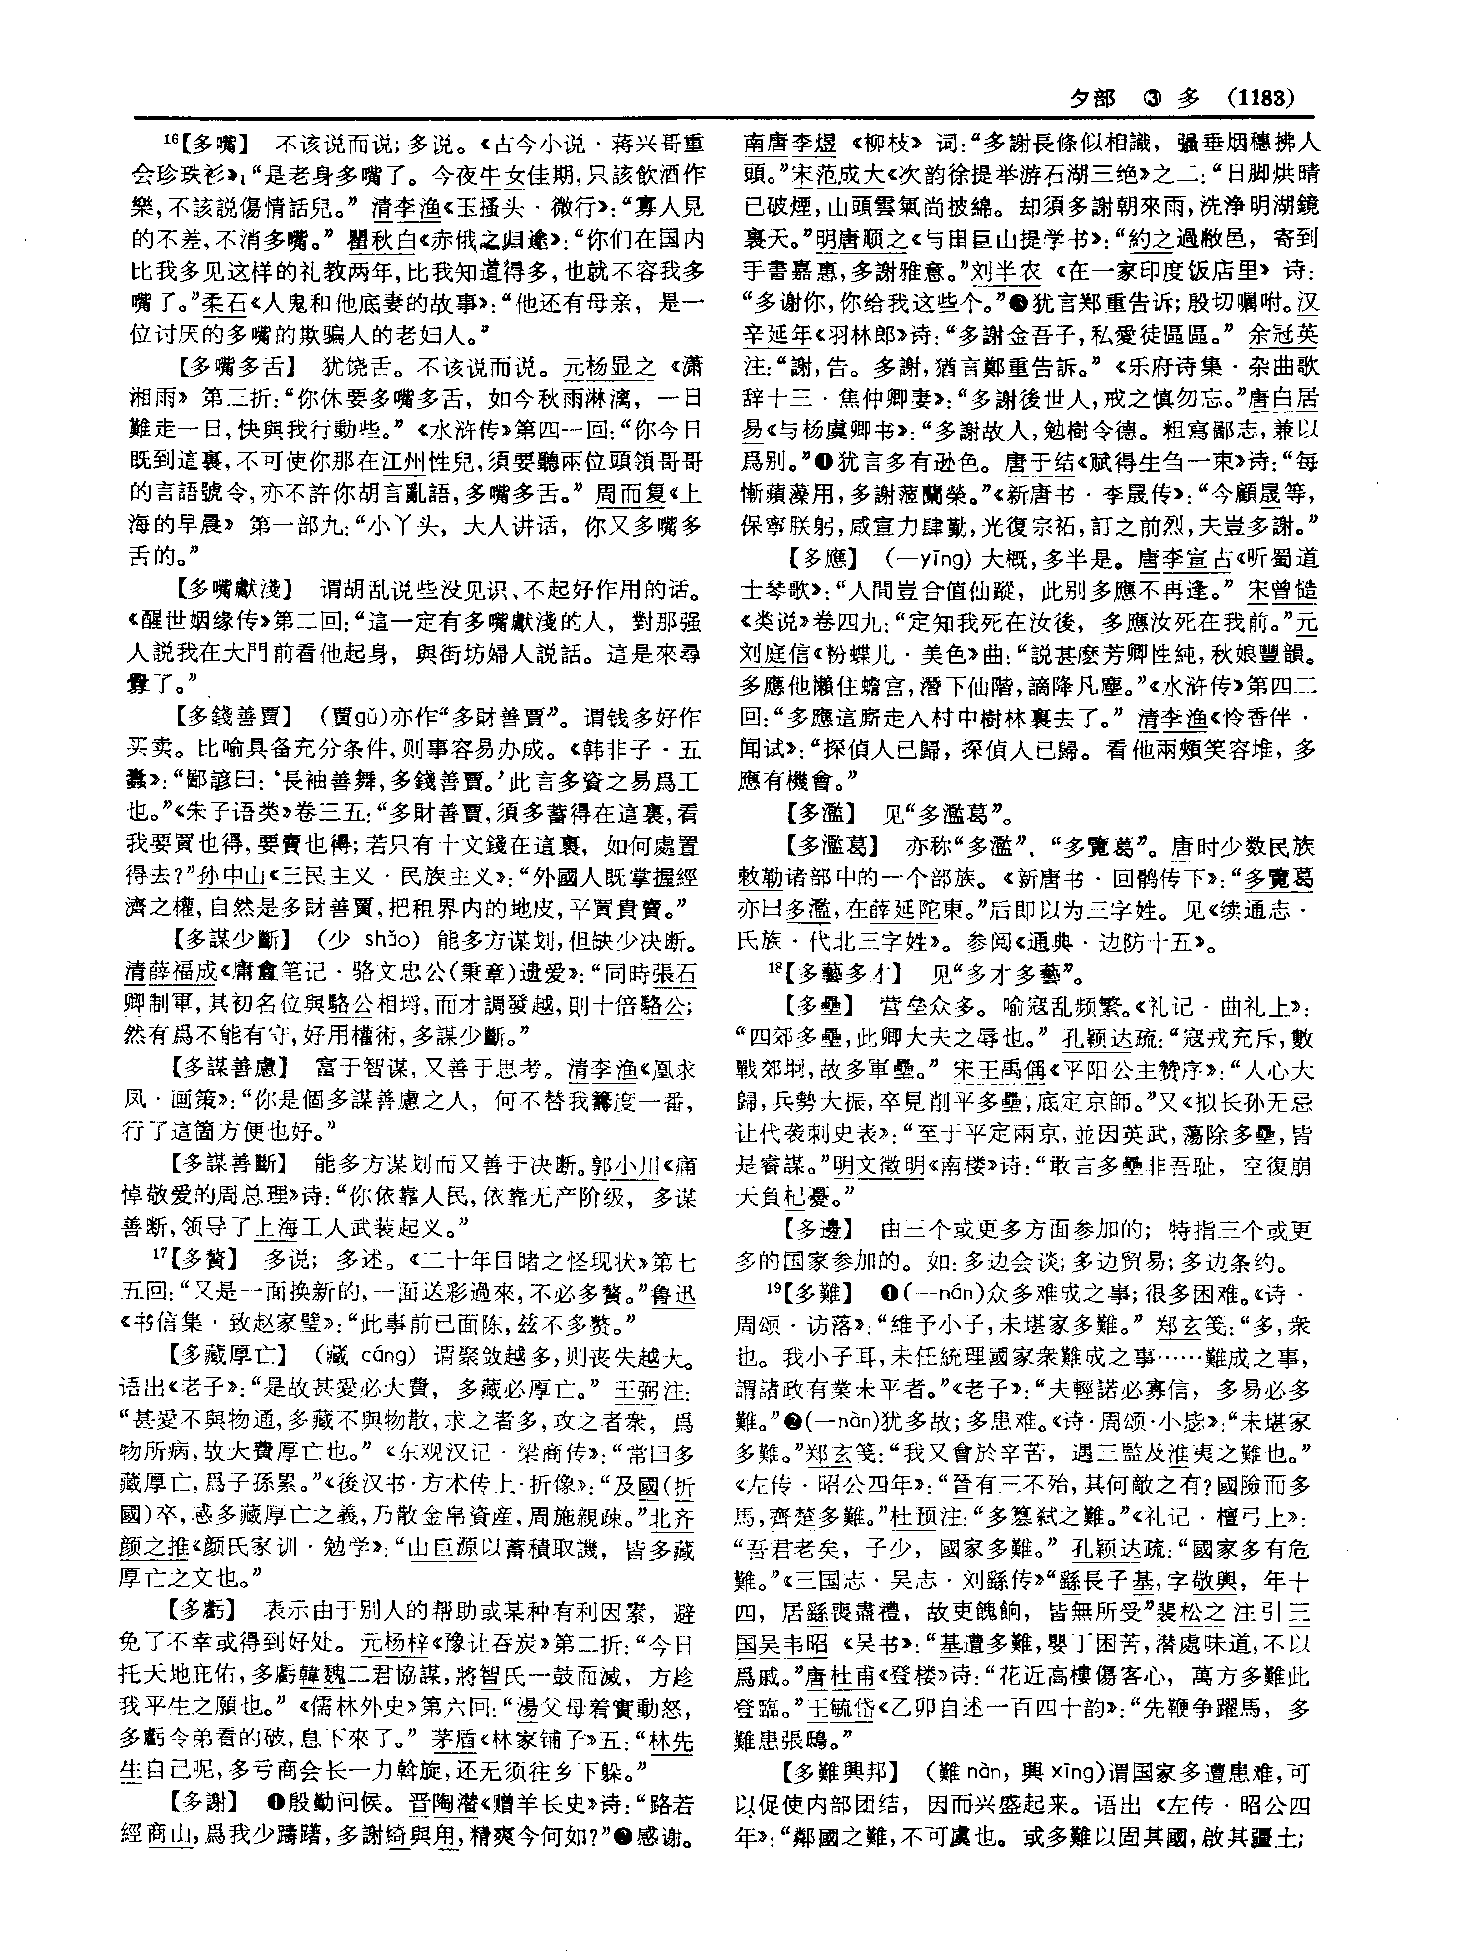 夕部 ③ 多 (1183)
16【多嘴】 不该说而说；多说。《古今小说·蒋兴哥重
会珍珠衫》：“是老身多嘴了。今夜牛女佳期，只該飲酒作
樂，不該説傷情話兒。” 清李渔《玉搔头·微行》：“寡人見
的不差，不消多嘴。” 瞿秋白《赤俄之归途》：“你们在国内
比我多见这样的礼教两年，比我知道得多，也就不容我多
嘴了。”柔石《人鬼和他底妻的故事》：“他还有母亲，是一
位讨厌的多嘴的欺骗人的老妇人。”
【多嘴多舌】 犹饶舌。不该说而说。元杨显之《潇
湘雨》第二折：“你休要多嘴多舌，如今秋雨淋漓，一日
難走一日，快與我行動些。”《水浒传》第四一回：“你今日
既到這裏，不可使你那在江州性兒，須要聽兩位頭領哥哥
的言語號令，亦不許你胡言亂語，多嘴多舌。” 周而复《上
海的早晨》第一部九：“小丫头，大人讲话，你又多嘴多
舌的。”
【多嘴獻淺】 谓胡乱说些没见识、不起好作用的话。
《醒世姻缘传》第二回：“這一定有多嘴獻淺的人，對那强
人説我在大門前看他起身，與街坊婦人説話。這是來尋
釁了。”
【多錢善賈】 （賈gǔ）亦作“多財善賈”。谓钱多好作
买卖。比喻具备充分条件，则事容易办成。《韩非子·五
蠹》：“鄙諺曰：‘長袖善舞，多錢善賈。’此言多資之易爲工
也。”《朱子语类》卷三五：“多財善賈，須多蓄得在這裏，看
我要買也得，要賣也得；若只有十文錢在這裏，如何處置
得去？”孙中山《三民主义·民族主义》：“外國人既掌握經
濟之權，自然是多財善賈，把租界内的地皮，平買貴賣。”
【多謀少斷】 （少 shǎo）能多方谋划，但缺少决断。
清薛福成《庸盦笔记·骆文忠公（秉章）遗爱》：“同時張石
卿制軍，其初名位與駱公相埒，而才調發越，則十倍駱公；
然有爲不能有守，好用權術，多謀少斷。”
【多謀善慮】 富于智谋，又善于思考。清李渔《凰求
凤·画策》：“你是個多謀善慮之人，何不替我籌度一番，
行了這箇方便也好。”
【多謀善斷】 能多方谋划而又善于决断。郭小川《痛
悼敬爱的周总理》诗：“你依靠人民，依靠无产阶级，多谋
善断，领导了上海工人武装起义。”
17【多贅】 多说；多述。《二十年目睹之怪现状》第七
五回：“又是一面换新的，一面送彩過來，不必多贅。”鲁迅
《书信集·致赵家璧》：“此事前已面陈，兹不多赘。”
【多藏厚亡】 （藏 cáng）谓聚敛越多，则丧失越大。
语出《老子》：“是故甚愛必大費，多藏必厚亡。” 王弼注：
“甚愛不與物通，多藏不與物散，求之者多，攻之者衆，爲
物所病，故大費厚亡也。”《东观汉记·梁商传》：“常曰多
藏厚亡，爲子孫累。”《後汉书·方术传上·折像》：“及國（折
國）卒，感多藏厚亡之義，乃散金帛資産，周施親疎。”北齐
颜之推《颜氏家训·勉学》：“山巨源以蓄積取譏，皆多藏
厚亡之文也。”
【多虧】 表示由于别人的帮助或某种有利因素，避
免了不幸或得到好处。元杨梓《豫让吞炭》第二折：“今日
托天地庇佑，多虧韓魏二君協謀，將智氏一鼓而滅，方趁
我平生之願也。”《儒林外史》第六回：“湯父母着實動怒，
多虧令弟看的破，息下來了。” 茅盾《林家铺子》五：“林先
生自己呢，多亏商会长一力斡旋，还无须往乡下躲。”
【多謝】 ❶殷勤问候。晋陶潜《赠羊长史》诗：“路若
經商山，爲我少躊躇，多謝綺與甪，精爽今何如？”❷感谢。
南唐李煜《柳枝》词：“多謝長條似相識，强垂烟穗拂人
頭。”宋范成大《次韵徐提举游石湖三绝》之二：“日脚烘晴
已破煙，山頭雲氣尚披綿。却須多謝朝來雨，洗浄明湖鏡
裏天。”明唐顺之《与田巨山提学书》：“約之過敝邑，寄到
手書嘉惠，多謝雅意。”刘半农《在一家印度饭店里》诗：
“多谢你，你给我这些个。”❸犹言郑重告诉；殷切嘱咐。汉
辛延年《羽林郎》诗：“多謝金吾子，私愛徒區區。” 余冠英
注：“謝，告。多謝，猶言鄭重告訴。”《乐府诗集·杂曲歌
辞十三·焦仲卿妻》：“多謝後世人，戒之慎勿忘。”唐白居
易《与杨虞卿书》：“多謝故人，勉樹令德。粗寫鄙志，兼以
爲别。”❹犹言多有逊色。唐于结《赋得生刍一束》诗：“每
慚蘋藻用，多謝茝蘭榮。”《新唐书·李晟传》：“今顧晟等，
保寧朕躬，咸宣力肆勤，光復宗祏，訂之前烈，夫豈多謝。”
【多應】 （—yīng）大概，多半是。唐李宣古《听蜀道
士琴歌》：“人間豈合值仙蹤，此别多應不再逢。” 宋曾慥
《类说》卷四九：“定知我死在汝後，多應汝死在我前。”元
刘庭信《粉蝶儿·美色》曲：“説甚麽芳卿性純，秋娘豐韻。
多應他懶住蟾宫，潛下仙階，謫降凡塵。”《水浒传》第四二
回：“多應這厮走入村中樹林裏去了。” 清李渔《怜香伴·
闻试》：“探偵人已歸，探偵人已歸。看他兩頰笑容堆，多
應有機會。”
【多濫】 见“多濫葛”。
【多濫葛】 亦称“多濫”、“多覽葛”。唐时少数民族
敕勒诸部中的一个部族。《新唐书·回鹘传下》：“多覽葛
亦曰多濫，在薛延陀東。”后即以为三字姓。见《续通志·
氏族·代北三字姓》。参阅《通典·边防十五》。
18【多藝多才】 见“多才多藝”。
【多壘】 营垒众多。喻寇乱频繁。《礼记·曲礼上》：
“四郊多壘，此卿大夫之辱也。” 孔颖达疏：“寇戎充斥，數
戰郊坰，故多軍壘。” 宋王禹偁《平阳公主赞序》：“人心大
歸，兵勢大振，卒見削平多壘，底定京師。”又《拟长孙无忌
让代袭刺史表》：“至于平定兩京，並因英武，蕩除多壘，皆
是睿謀。”明文徵明《南楼》诗：“敢言多壘非吾耻，空復崩
天負杞憂。”
【多邊】 由三个或更多方面参加的；特指三个或更
多的国家参加的。如：多边会谈；多边贸易；多边条约。
19【多難】 ❶（—nán）众多难成之事；很多困难。《诗·
周颂·访落》：“維予小子，未堪家多難。” 郑玄笺：“多，衆
也。我小子耳，未任統理國家衆難成之事……難成之事，
謂諸政有業未平者。”《老子》：“夫輕諾必寡信，多易必多
難。”❷（—nàn）犹多故；多患难。《诗·周颂·小毖》：“未堪家
多難。”郑玄笺：“我又會於辛苦，遇三監及淮夷之難也。”
《左传·昭公四年》：“晉有三不殆，其何敵之有？國險而多
馬，齊楚多難。”杜预注：“多篡弑之難。”《礼记·檀弓上》：
“吾君老矣，子少，國家多難。” 孔颖达疏：“國家多有危
難。”《三国志·吴志·刘繇传》“繇長子基，字敬輿，年十
四，居繇喪盡禮，故吏餽餉，皆無所受”裴松之注引三
国吴韦昭《吴书》：“基遭多難，嬰丁困苦，潜處味道，不以
爲戚。”唐杜甫《登楼》诗：“花近高樓傷客心，萬方多難此
登臨。”王毓岱《乙卯自述一百四十韵》：“先鞭争躍馬，多
難患張鴟。”
【多難興邦】 （難nàn，興xīng）谓国家多遭患难，可
以促使内部团结，因而兴盛起来。语出《左传·昭公四
年》：“鄰國之難，不可虞也。或多難以固其國，啟其疆土；